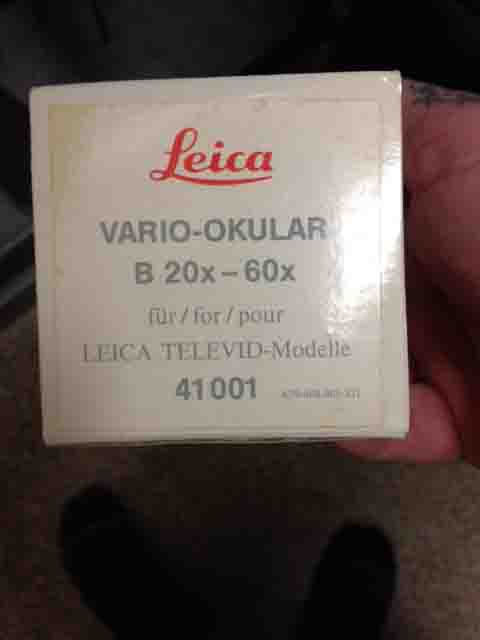 Leica
VARIO-OKULAR
B 20x – 60x
für / for / pour
LEICA TELEVID-Modelle
41 001